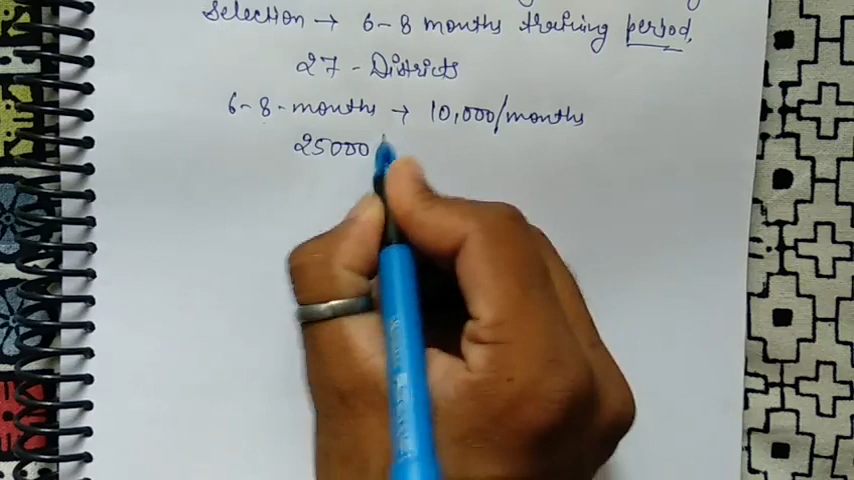 Selection → 6-8 months training period.
27 - Districts
6-8-months → 10,000/months
25000